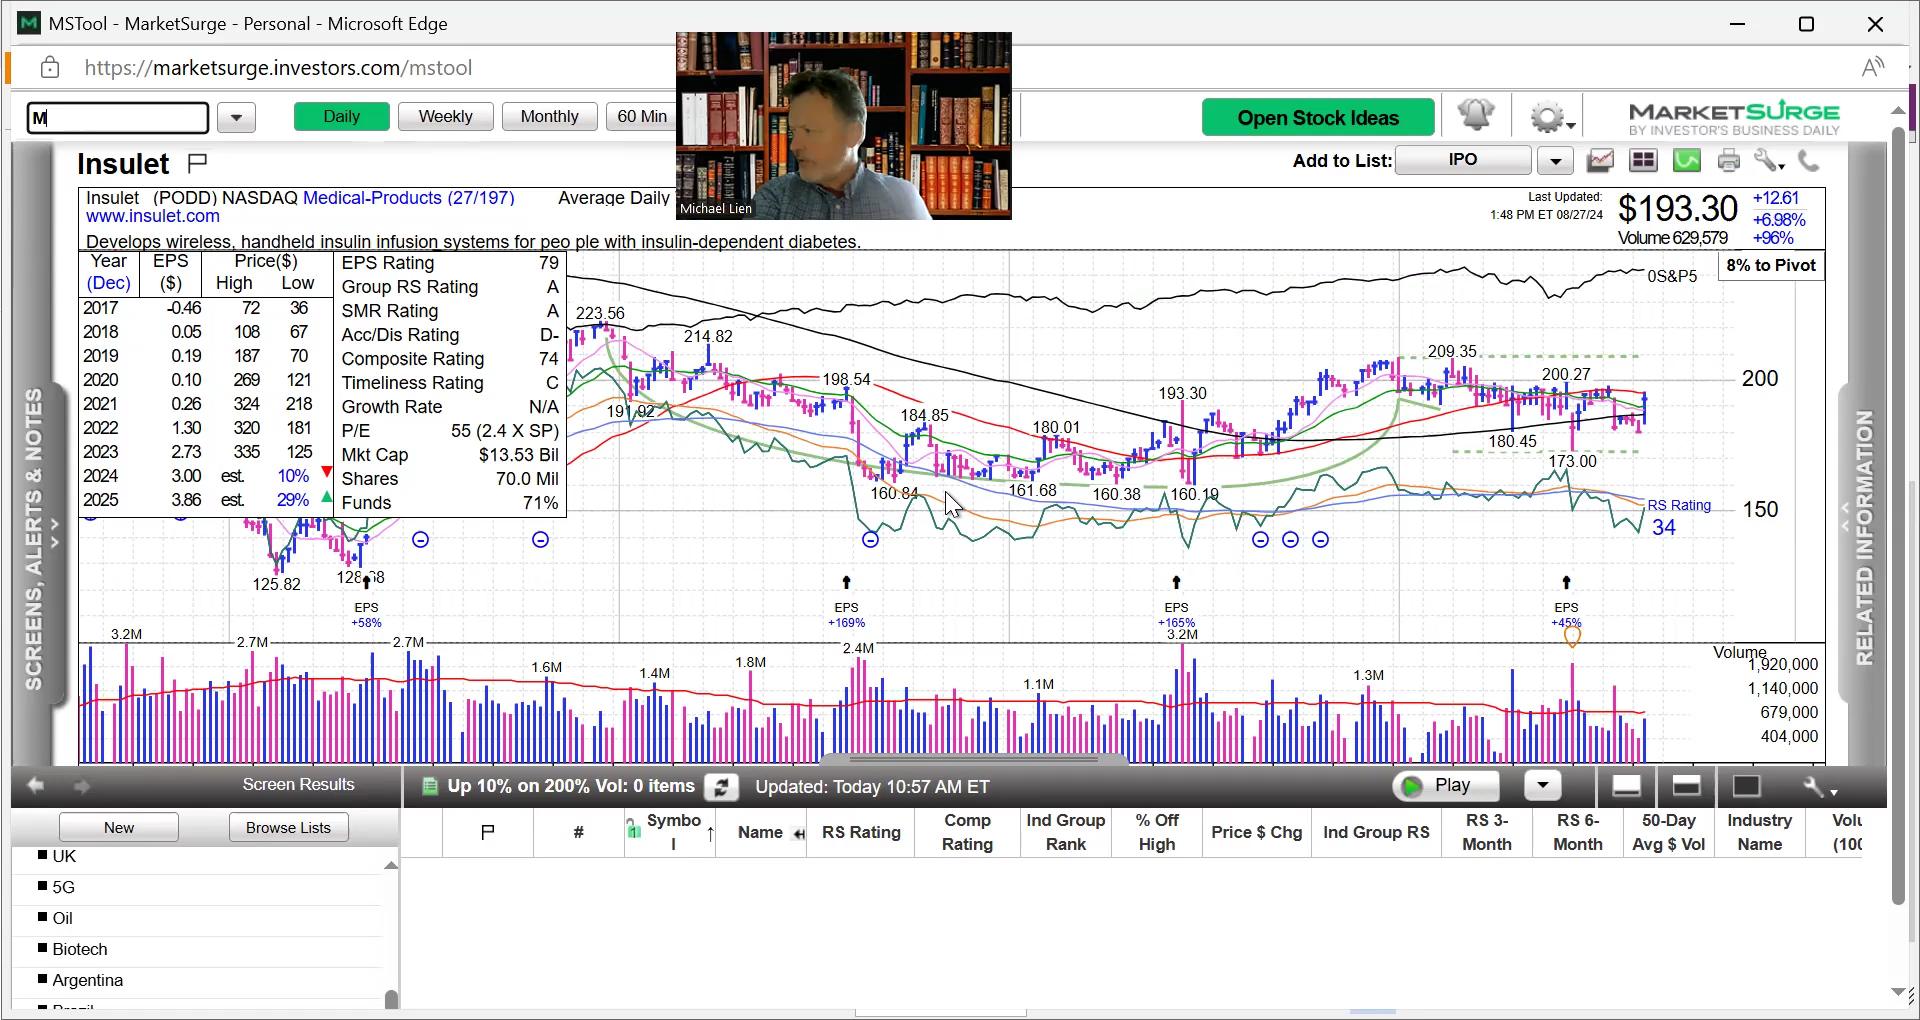 MSTool - MarketSurge - Personal - Microsoft Edge
https://marketsurge.investors.com/mstool
M
Daily
Weekly
Monthly
60 Min
Open Stock Ideas
MARKETSURGE
BY INVESTOR'S BUSINESS DAILY
Michael Lien
Insulet
Add to List:
IPO
Insulet (PODD) NASDAQ Medical-Products (27/197) Average Daily
www.insulet.com
Develops wireless, handheld insulin infusion systems for peo ple with insulin-dependent diabetes.
Last Updated:
1:48 PM ET 08/27/24
$193.30
Volume 629,579
+12.61
+6.98%
+96%
8% to Pivot
Year EPS Price($)
(Dec) ($) High Low
2017 -0.46 72 36
2018 0.05 108 67
2019 0.19 187 70
2020 0.10 269 121
2021 0.26 324 218
2022 1.30 320 181
2023 2.73 335 125
2024 3.00 est. 10%
2025 3.86 est. 29%
EPS Rating 79
Group RS Rating A
SMR Rating A
Acc/Dis Rating D-
Composite Rating 74
Timeliness Rating C
Growth Rate N/A
P/E 55 (2.4 X SP)
Mkt Cap $13.53 Bil
Shares 70.0 Mil
Funds 71%
0S&P5
223.56
214.82
191.92
198.54
184.85
160.84
180.01
161.68
160.38
193.30
160.19
209.35
200.27
180.45
173.00
200
150
RS Rating
34
125.82
EPS
+58%
EPS
+169%
EPS
+165%
EPS
+45%
3.2M
2.7M
2.7M
1.6M
1.4M
1.8M
2.4M
1.1M
3.2M
1.3M
Volume
1,920,000
1,140,000
679,000
404,000
SCREENS, ALERTS & NOTES
RELATED INFORMATION
Screen Results
Up 10% on 200% Vol: 0 items
Updated: Today 10:57 AM ET
Play
New
Browse Lists
# Symbo Name RS Rating Comp Ind Group % Off Price $ Chg Ind Group RS RS 3- RS 6- 50-Day Industry
l Rating Rank High Month Month Avg $ Vol Name
UK
5G
Oil
Biotech
Argentina